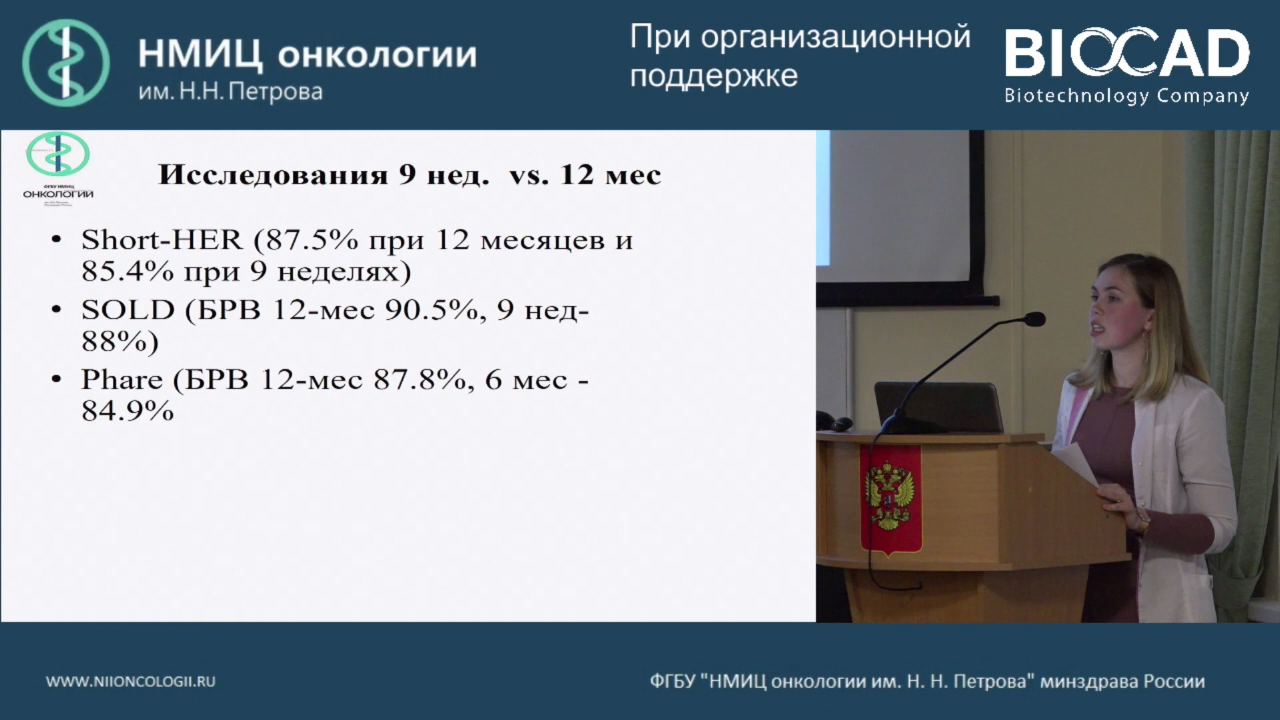 НМИЦ онкологии
им. Н.Н. Петрова
При организационной
поддержке
BIOCAD
Biotechnology Company
ФГБУ НМИЦ
ОНКОЛОГИИ
Исследования 9 нед.  vs. 12 мес
• Short-HER (87.5% при 12 месяцев и
85.4% при 9 неделях)
• SOLD (БРВ 12-мес 90.5%, 9 нед-
88%)
• Phare (БРВ 12-мес 87.8%, 6 мес -
84.9%
WWW.NIIONCOLOGII.RU
ФГБУ "НМИЦ онкологии им. Н. Н. Петрова" минздрава России